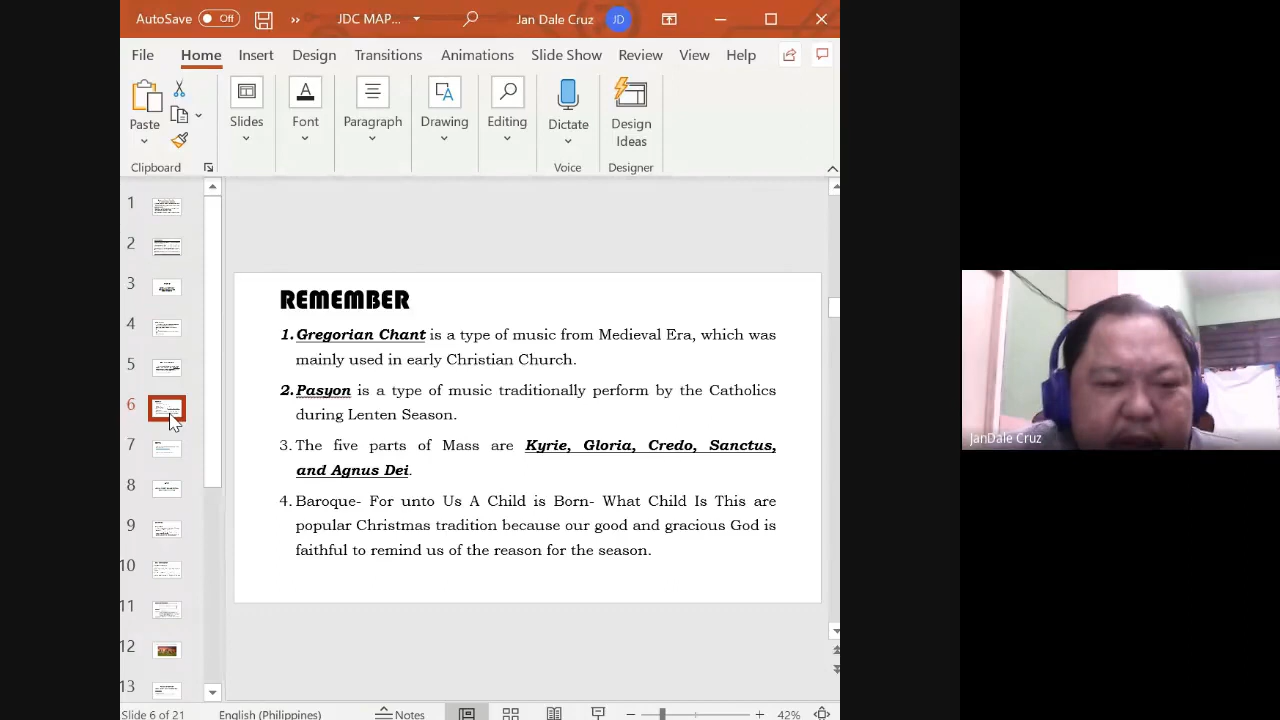 AutoSave Off » JDC MAP... Jan Dale Cruz JD
File Home Insert Design Transitions Animations Slide Show Review View Help
Paste Slides Font Paragraph Drawing Editing Dictate Design Ideas
Clipboard Voice Designer
1
2
3
4
5
6
7
8
9
10
11
12
13
REMEMBER
1. Gregorian Chant is a type of music from Medieval Era, which was
mainly used in early Christian Church.
2. Pasyon is a type of music traditionally perform by the Catholics
during Lenten Season.
3. The five parts of Mass are Kyrie, Gloria, Credo, Sanctus,
and Agnus Dei.
4. Baroque- For unto Us A Child is Born- What Child Is This are
popular Christmas tradition because our good and gracious God is
faithful to remind us of the reason for the season.
JanDale Cruz
Slide 6 of 21 English (Philippines) Notes 42%